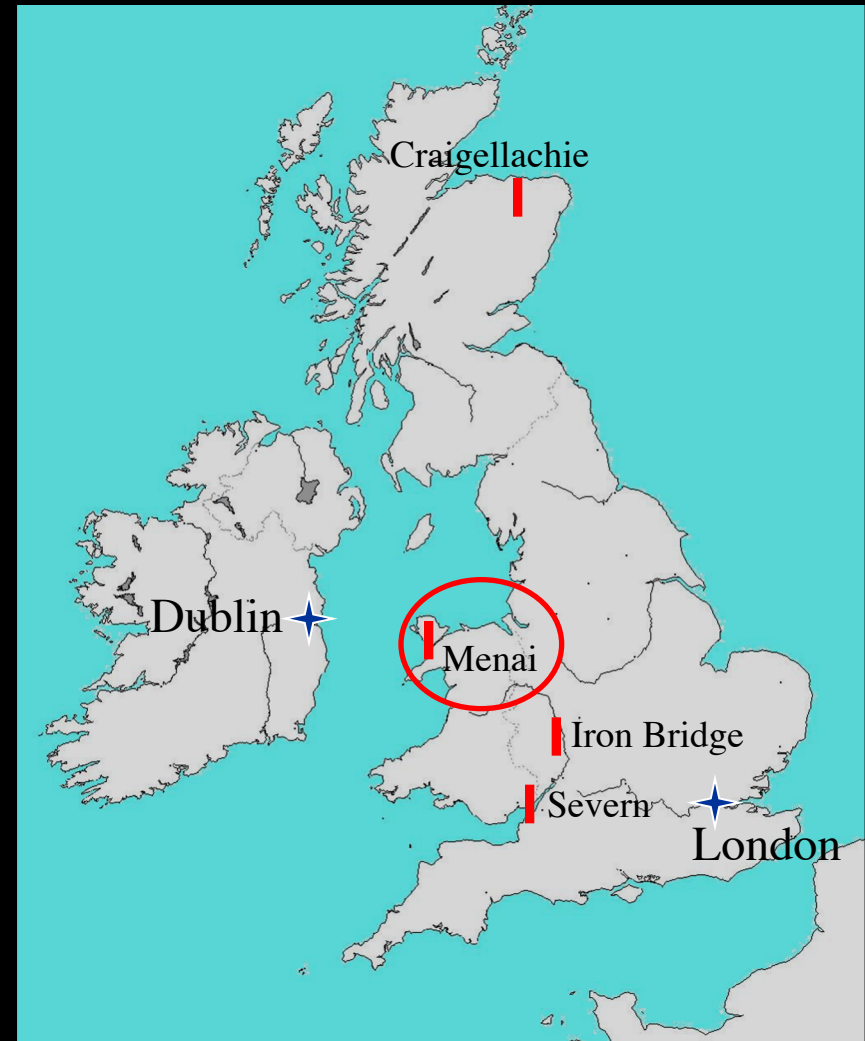 Craigellachie
Dublin
Menai
Iron Bridge
Severn
London